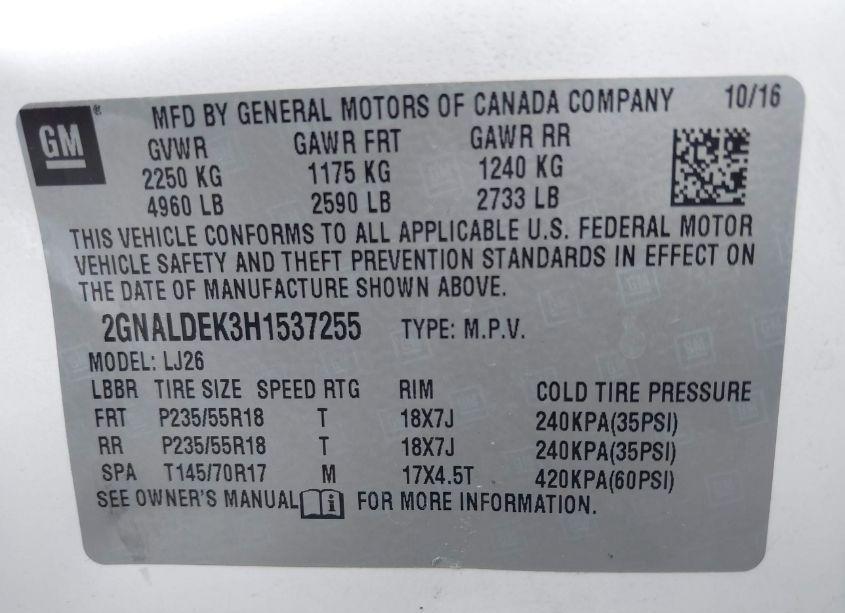 GM ® MFD BY GENERAL MOTORS OF CANADA COMPANY 10/16
GVWR GAWR FRT GAWR RR
2250 KG 1175 KG 1240 KG
4960 LB 2590 LB 2733 LB
THIS VEHICLE CONFORMS TO ALL APPLICABLE U.S. FEDERAL MOTOR
VEHICLE SAFETY AND THEFT PREVENTION STANDARDS IN EFFECT ON
THE DATE OF MANUFACTURE SHOWN ABOVE.
2GNALDEK3H1537255 TYPE: M.P.V.
MODEL: LJ26
LBBR TIRE SIZE SPEED RTG RIM COLD TIRE PRESSURE
FRT P235/55R18 T 18X7J 240KPA(35PSI)
RR P235/55R18 T 18X7J 240KPA(35PSI)
SPA T145/70R17 M 17X4.5T 420KPA(60PSI)
SEE OWNER'S MANUAL i FOR MORE INFORMATION.